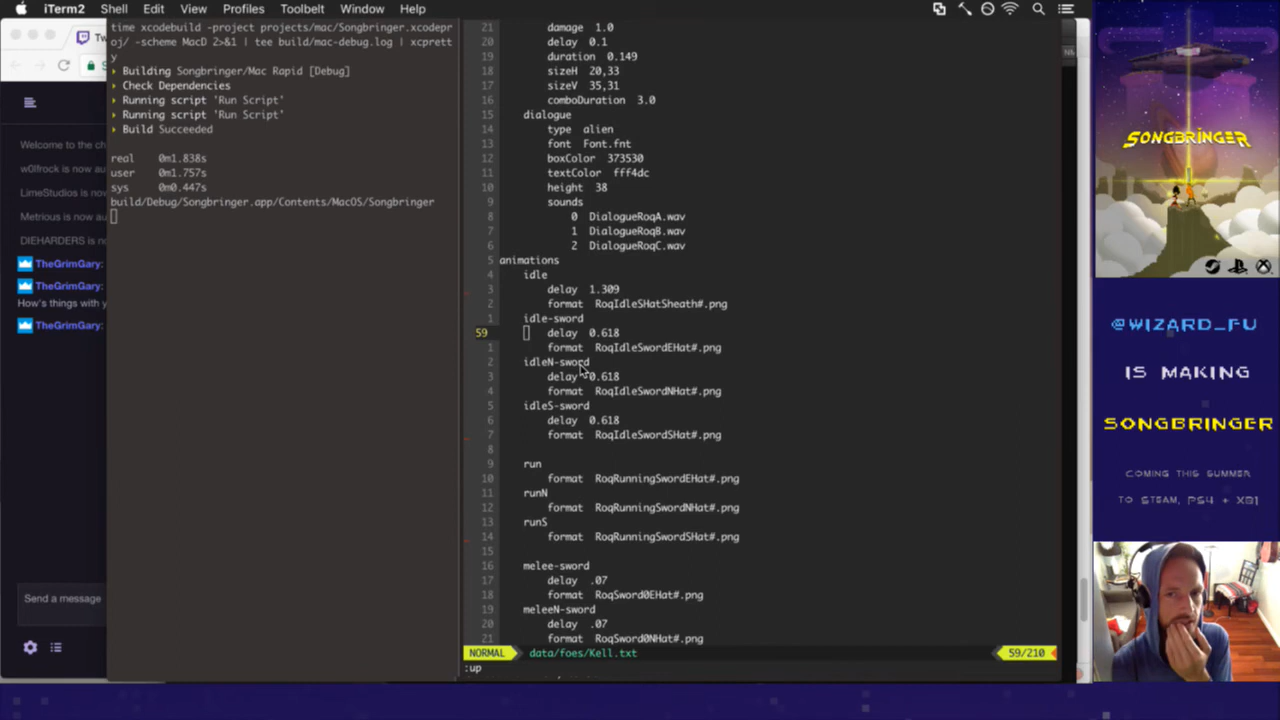 iTerm2 Shell Edit View Profiles Toolbelt Window Help
Tw
Welcome to the ch
w0lfrock is now au
LimeStudios is now
Metrious is now au
DIEHARDERS is no
TheGrimGary:
TheGrimGary:
How's things with y
TheGrimGary:
Send a message
time xcodebuild -project projects/mac/Songbringer.xcodepr
oj/ -scheme MacD 2>&1 | tee build/mac-debug.log | xcprett
y
Building Songbringer/Mac Rapid [Debug]
Check Dependencies
Running script 'Run Script'
Running script 'Run Script'
Build Succeeded
real 0m1.838s
user 0m1.757s
sys 0m0.447s
build/Debug/Songbringer.app/Contents/MacOS/Songbringer
21 damage 1.0
20 delay 0.1
19 duration 0.149
18 sizeH 20,33
17 sizeV 35,31
16 comboDuration 3.0
15 dialogue
14 type alien
13 font Font.fnt
12 boxColor 373530
11 textColor fff4dc
10 height 38
9 sounds
8 0 DialogueRoqA.wav
7 1 DialogueRoqB.wav
6 2 DialogueRoqC.wav
5 animations
4 idle
3 delay 1.309
2 format RoqIdleSHatSheath#.png
1 idle-sword
59 delay 0.618
1 format RoqIdleSwordEHat#.png
2 idleN-sword
3 delay 0.618
4 format RoqIdleSwordNHat#.png
5 idleS-sword
6 delay 0.618
7 format RoqIdleSwordSHat#.png
8
9 run
10 format RoqRunningSwordEHat#.png
11 runN
12 format RoqRunningSwordNHat#.png
13 runS
14 format RoqRunningSwordSHat#.png
15
16 melee-sword
17 delay .07
18 format RoqSword0EHat#.png
19 meleeN-sword
20 delay .07
21 format RoqSword0NHat#.png
NORMAL data/foes/Kell.txt 59/210
:up
SONGBRINGER
@WIZARD_FU
IS MAKING
SONGBRINGER
COMING THIS SUMMER
TO STEAM, PS4 + XB1